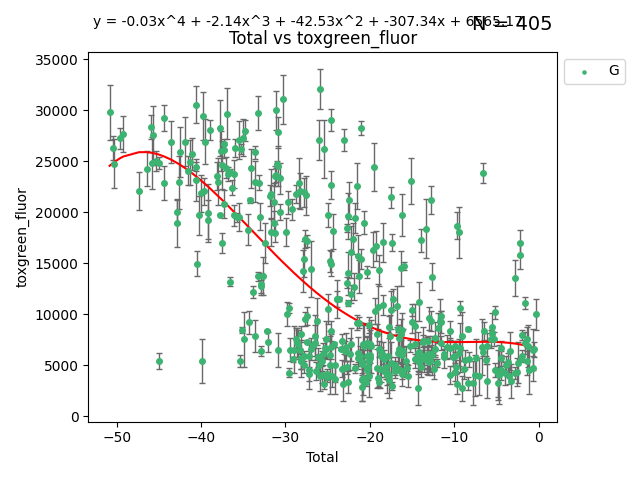 y = -0.03x^4 + -2.14x^3 + -42.53x^2 + -307.34x + 6565.17
N = 405
Total vs toxgreen_fluor
G
35000
30000
25000
20000
15000
10000
5000
0
toxgreen_fluor
−50 −40 −30 −20 −10 0
Total